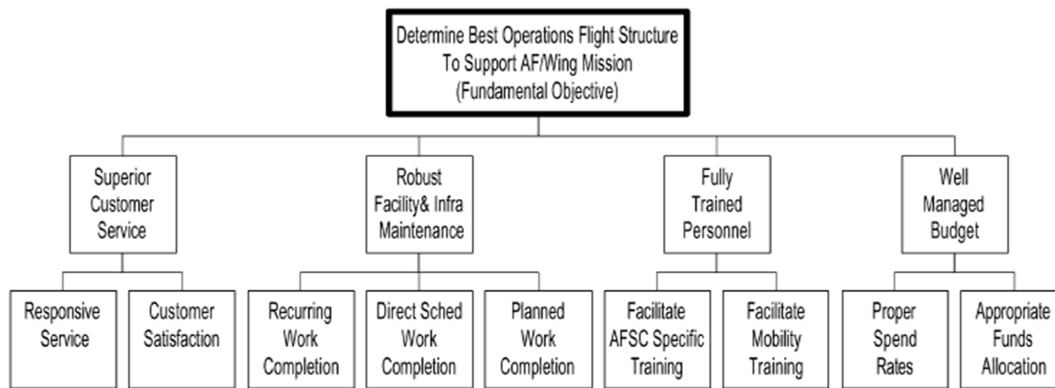 Determine Best Operations Flight Structure
To Support AF/Wing Mission
(Fundamental Objective)
Superior
Customer
Service
Robust
Facility& Infra
Maintenance
Fully
Trained
Personnel
Well
Managed
Budget
Responsive
Service
Customer
Satisfaction
Recurring
Work
Completion
Direct Sched
Work
Completion
Planned
Work
Completion
Facilitate
AFSC Specific
Training
Facilitate
Mobility
Training
Proper
Spend
Rates
Appropriate
Funds
Allocation